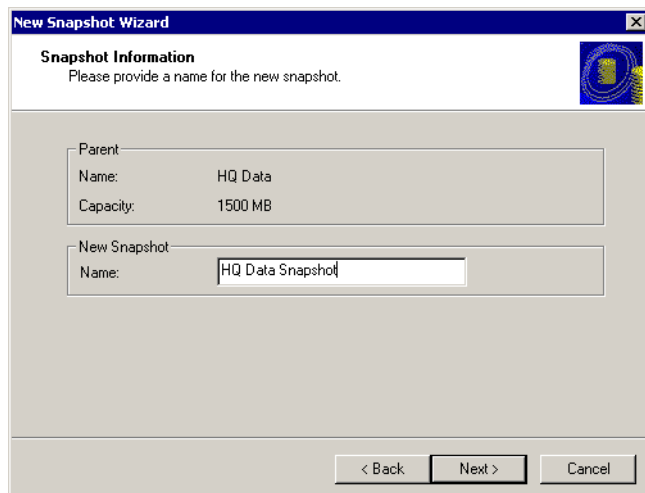 New Snapshot Wizard
Snapshot Information
Please provide a name for the new snapshot.
Parent
Name: HQ Data
Capacity: 1500 MB
New Snapshot
Name: HQ Data Snapshot
< Back Next > Cancel